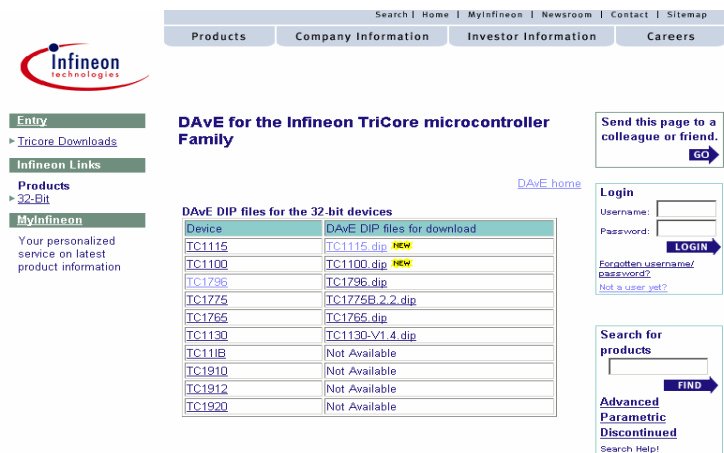 Search | Home | MyInfineon | Newsroom | Contact | Sitemap
Products Company Information Investor Information Careers
Infineon
technologies
Entry
Tricore Downloads
Infineon Links
Products
32-Bit
MyInfineon
Your personalized
service on latest
product information
DAvE for the Infineon TriCore microcontroller
Family
DAvE home
DAvE DIP files for the 32-bit devices
Device DAvE DIP files for download
TC1115 TC1115.dip NEW
TC1100 TC1100.dip NEW
TC1796 TC1796.dip
TC1775 TC1775B.2.2.dip
TC1765 TC1765.dip
TC1130 TC1130-V1.4.dip
TC11IB Not Available
TC1910 Not Available
TC1912 Not Available
TC1920 Not Available
Send this page to a
colleague or friend.
GO
Login
Username:
Password:
LOGIN
Forgotten username/
password?
Not a user yet?
Search for
products
FIND
Advanced
Parametric
Discontinued
Search Help!